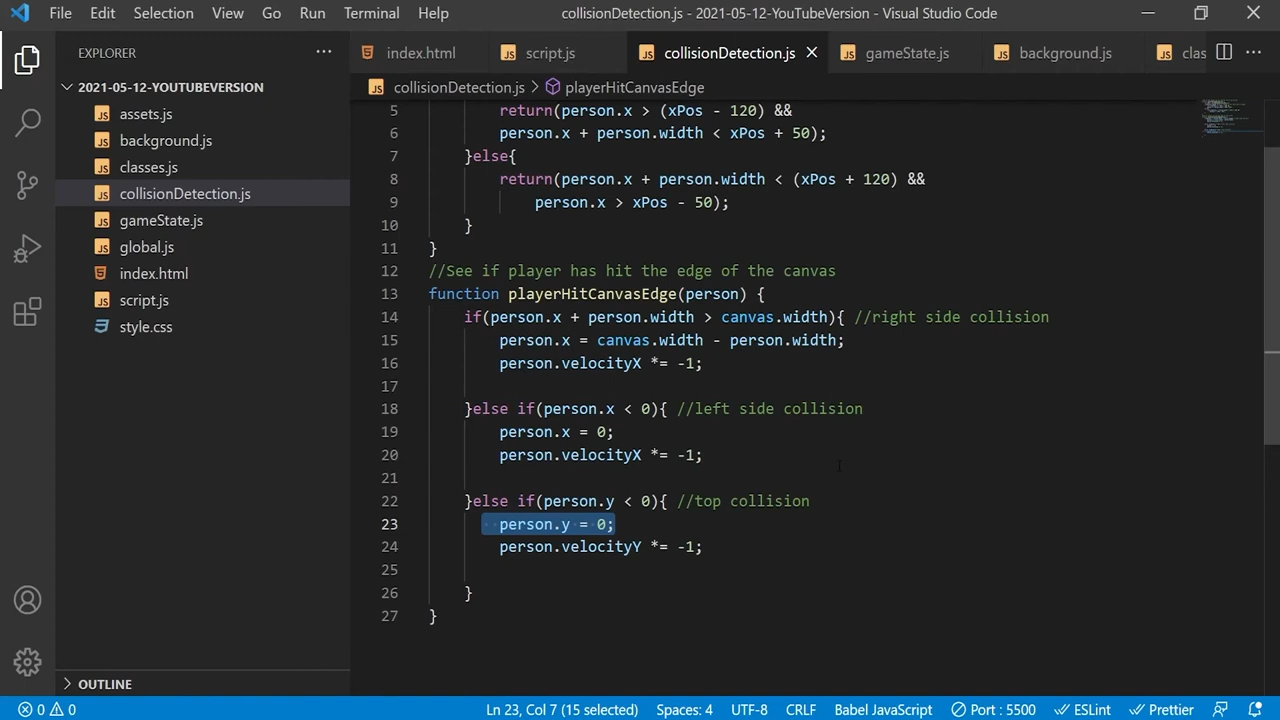 File Edit Selection View Go Run Terminal Help collisionDetection.js - 2021-05-12-YouTubeVersion - Visual Studio Code
EXPLORER
index.html script.js collisionDetection.js gameState.js background.js clas
collisionDetection.js > playerHitCanvasEdge
2021-05-12-YOUTUBEVERSION
assets.js
background.js
classes.js
collisionDetection.js
gameState.js
global.js
index.html
script.js
style.css
OUTLINE
5 return(person.x > (xPos - 120) &&
6 person.x + person.width < xPos + 50);
7 }else{
8 return(person.x + person.width < (xPos + 120) &&
9 person.x > xPos - 50);
10 }
11 }
12 //See if player has hit the edge of the canvas
13 function playerHitCanvasEdge(person) {
14 if(person.x + person.width > canvas.width){ //right side collision
15 person.x = canvas.width - person.width;
16 person.velocityX *= -1;
17
18 }else if(person.x < 0){ //left side collision
19 person.x = 0;
20 person.velocityX *= -1;
21
22 }else if(person.y < 0){ //top collision
23 person.y = 0;
24 person.velocityY *= -1;
25
26 }
27 }
0 0 Ln 23, Col 7 (15 selected) Spaces: 4 UTF-8 CRLF Babel JavaScript Port : 5500 ESLint Prettier